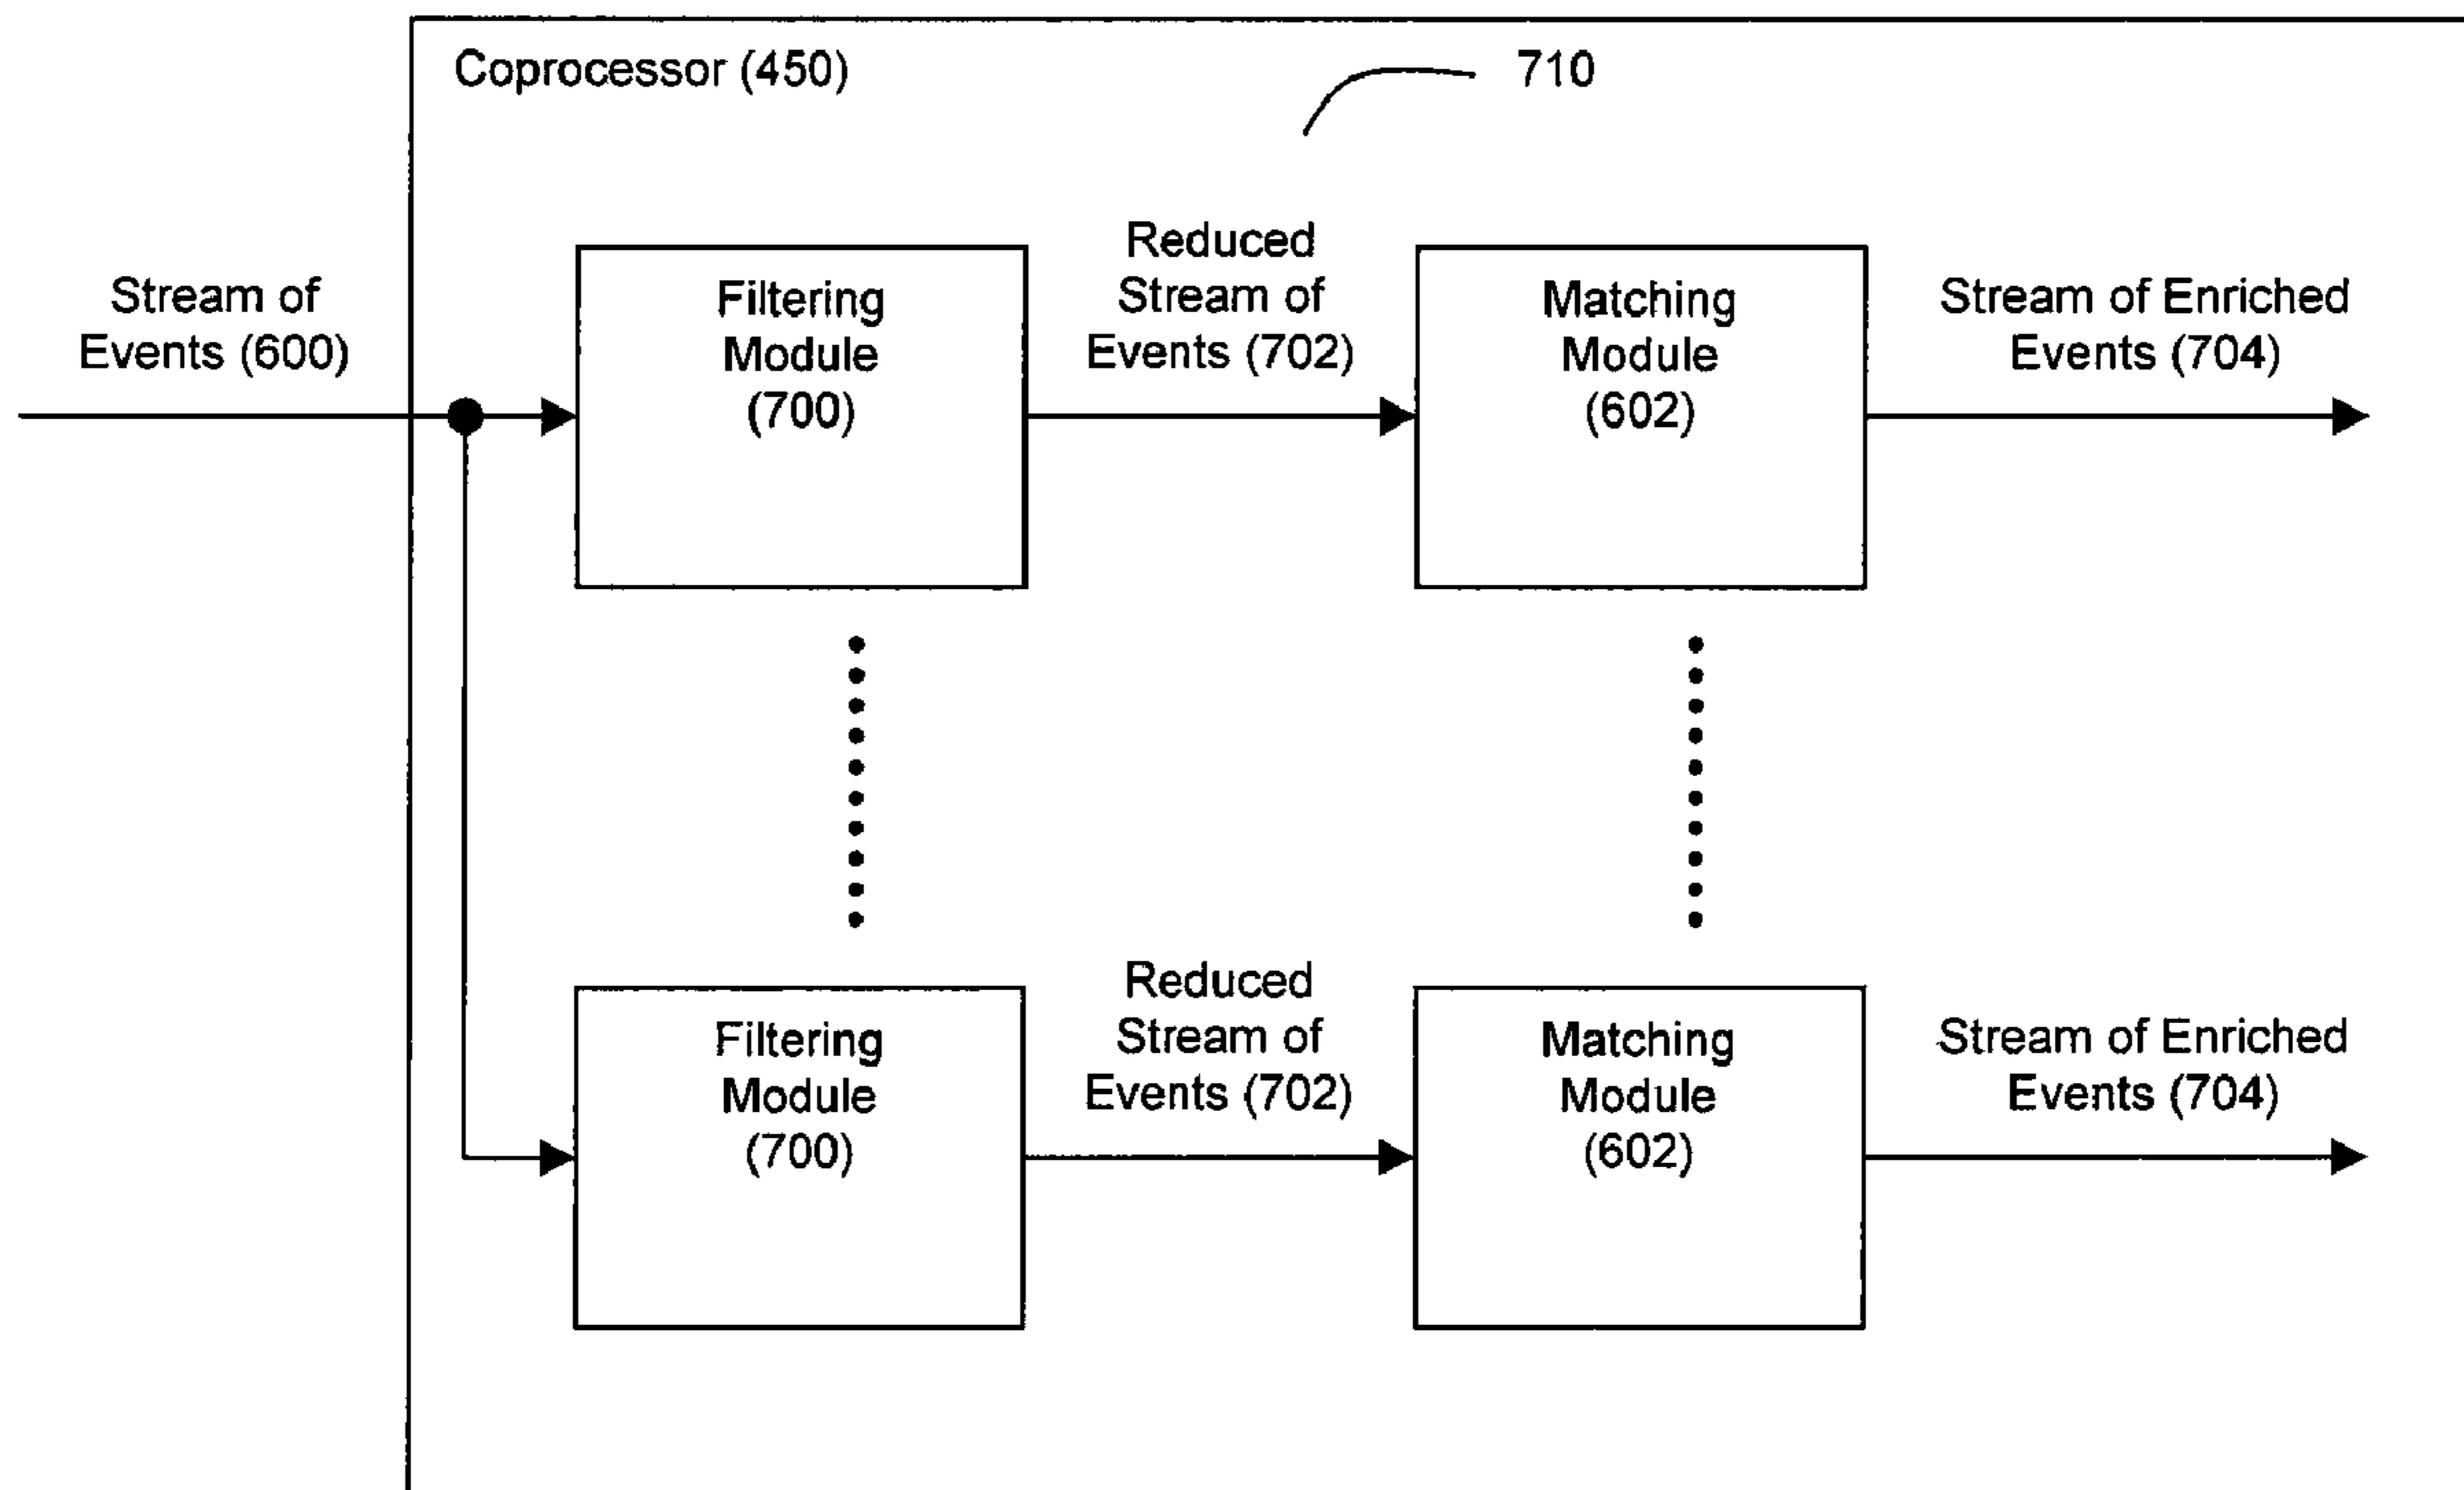 Coprocessor (450)
710
Stream of
Events (600)
Filtering
Module
(700)
Reduced
Stream of
Events (702)
Matching
Module
(602)
Stream of Enriched
Events (704)
Filtering
Module
(700)
Reduced
Stream of
Events (702)
Matching
Module
(602)
Stream of Enriched
Events (704)